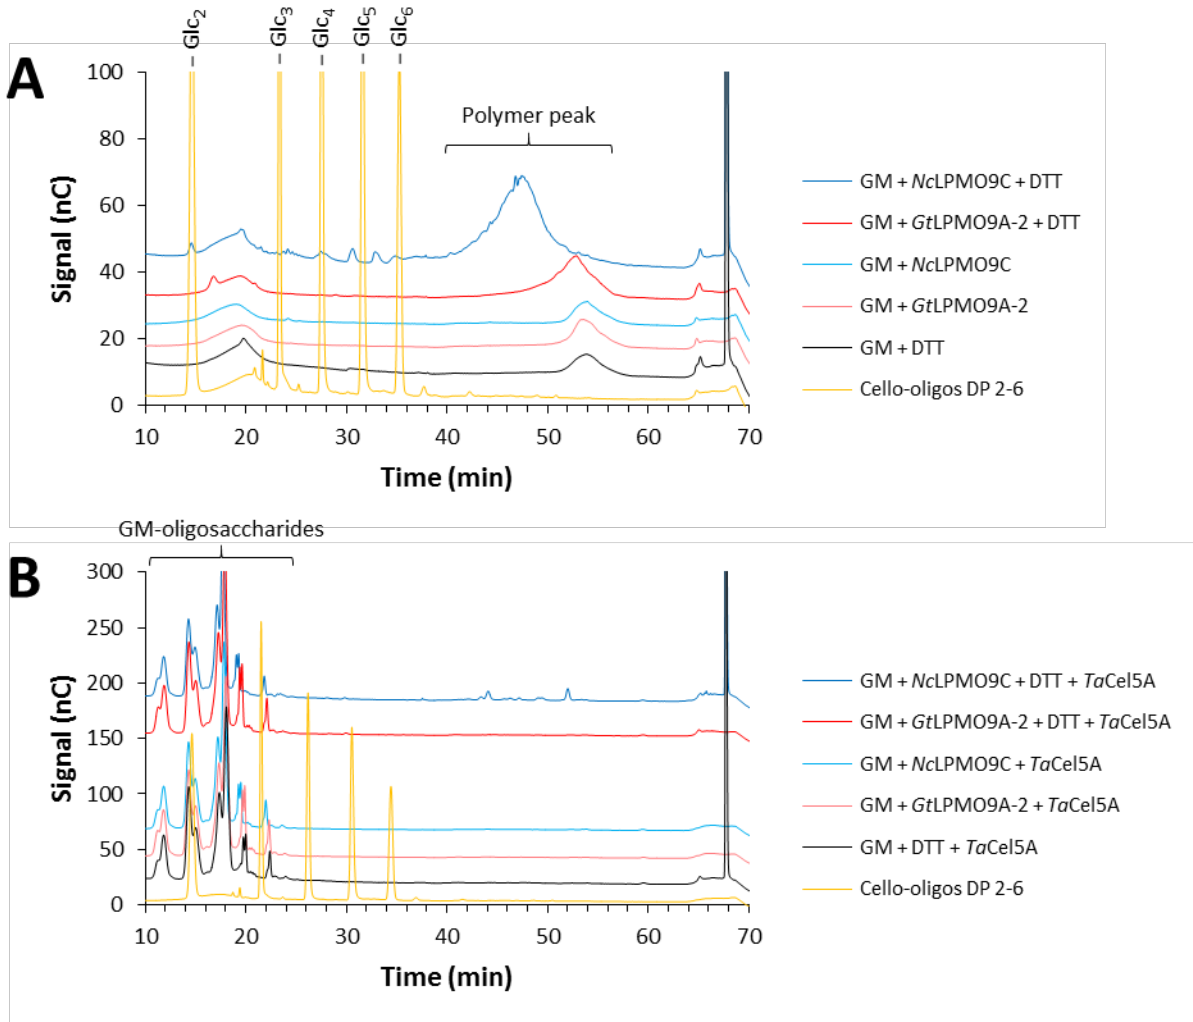 Glc2
Glc3
Glc4
Glc5
Glc6
A
Polymer peak
Signal (nC)
100
80
60
40
20
0
10 20 30 40 50 60 70
Time (min)
GM + NcLPMO9C + DTT
GM + GtLPMO9A-2 + DTT
GM + NcLPMO9C
GM + GtLPMO9A-2
GM + DTT
Cello-oligos DP 2-6
GM-oligosaccharides
B
Signal (nC)
300
250
200
150
100
50
0
10 20 30 40 50 60 70
Time (min)
GM + NcLPMO9C + DTT + TaCel5A
GM + GtLPMO9A-2 + DTT + TaCel5A
GM + NcLPMO9C + TaCel5A
GM + GtLPMO9A-2 + TaCel5A
GM + DTT + TaCel5A
Cello-oligos DP 2-6